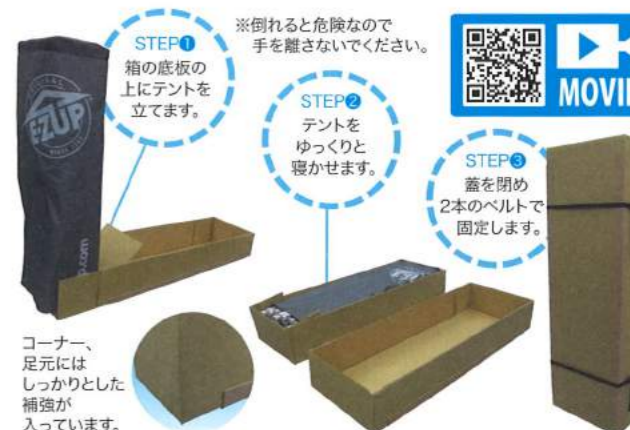 STEP❶
箱の底板の
上にテントを
立てます。
※倒れると危険なので
手を離さないでください。
STEP❷
テントを
ゆっくりと
寝かせます。
MOVIE
STEP❸
蓋を閉め
2本のベルトで
固定します。
E-ZUP
コーナー、
足元には
しっかりとした
補強が
入っています。